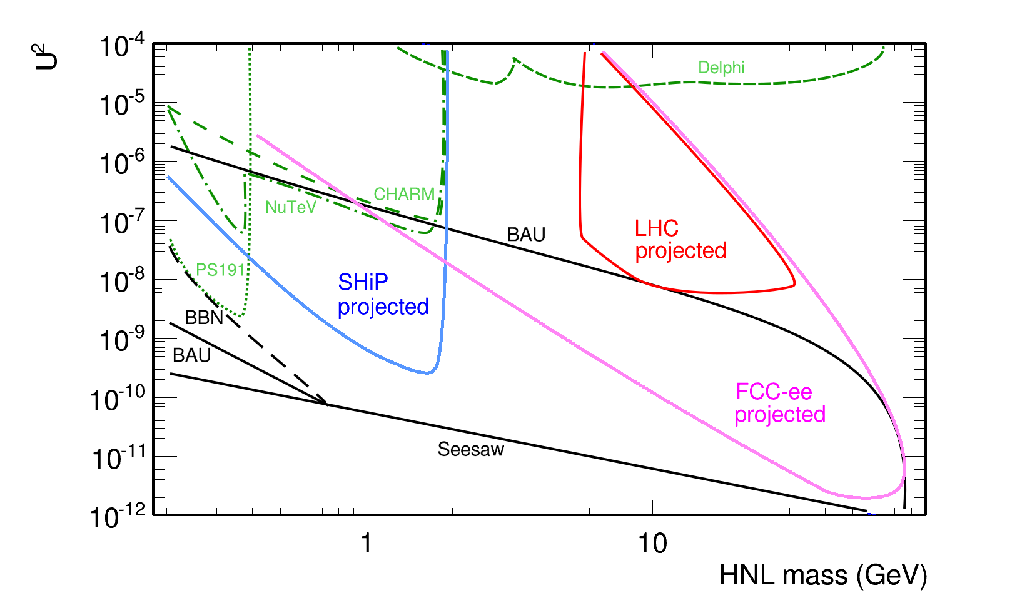 U²
10⁻⁴
10⁻⁵
10⁻⁶
10⁻⁷
10⁻⁸
10⁻⁹
10⁻¹⁰
10⁻¹¹
10⁻¹²
Delphi
CHARM
NuTeV
BAU
LHC
projected
PS191
SHiP
projected
BBN
BAU
FCC-ee
projected
Seesaw
1
10
HNL mass (GeV)